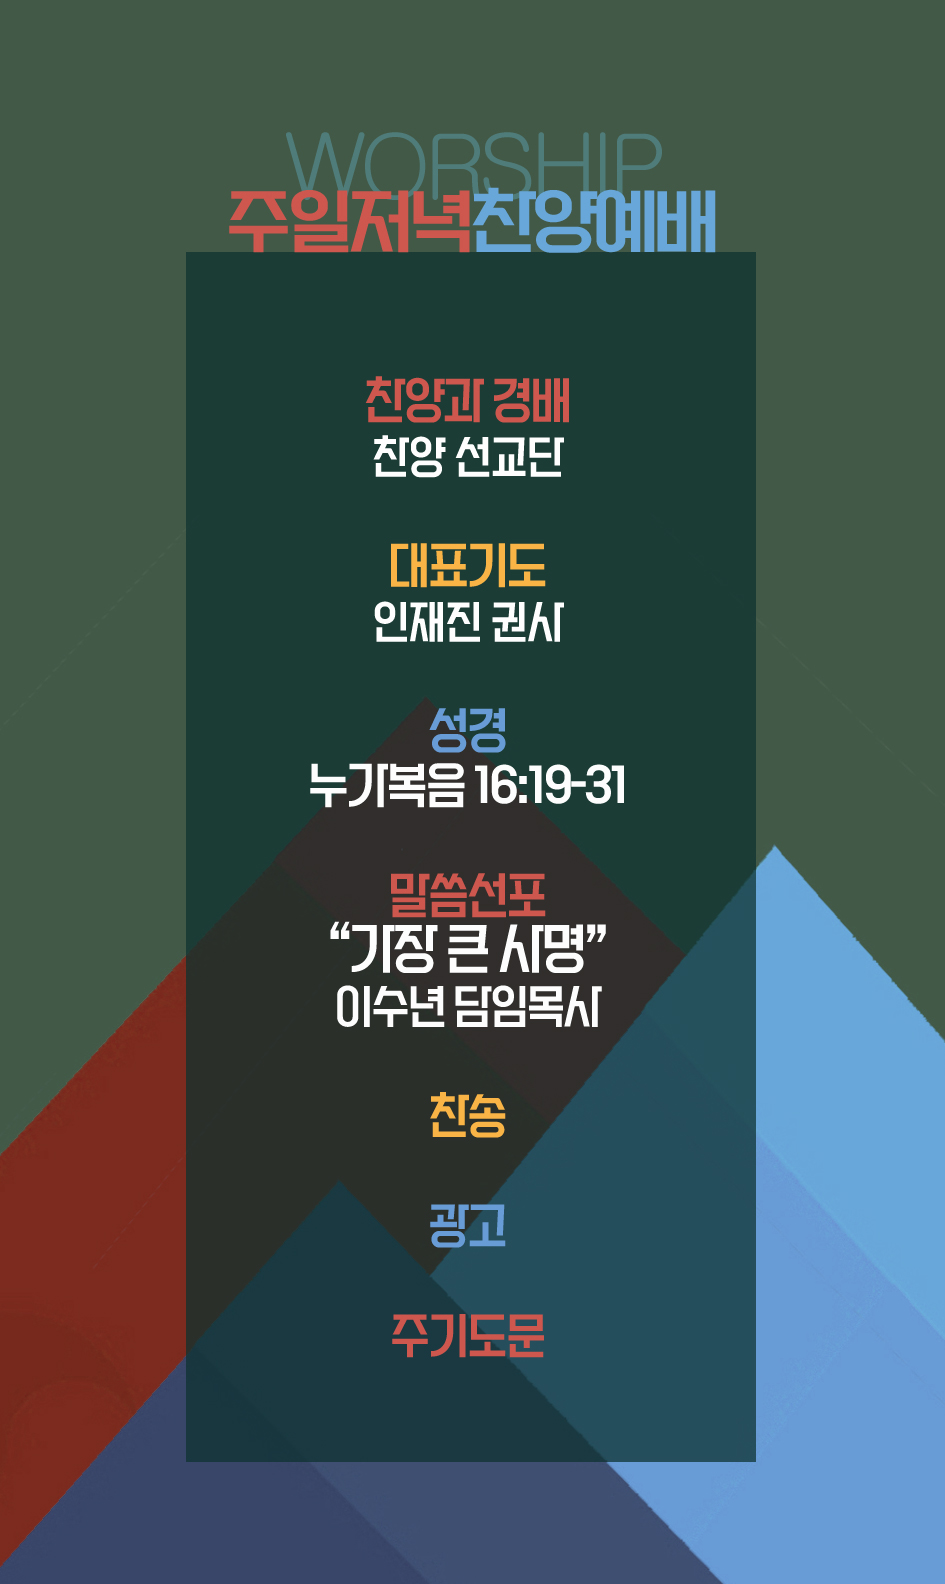 WORSHIP
주일저녁찬양예배
찬양과 경배
찬양 선교단
대표기도
인재진 권사
성경
누가복음 16:19-31
말씀선포
“가장 큰 사명”
이수년 담임목사
찬송
광고
주기도문